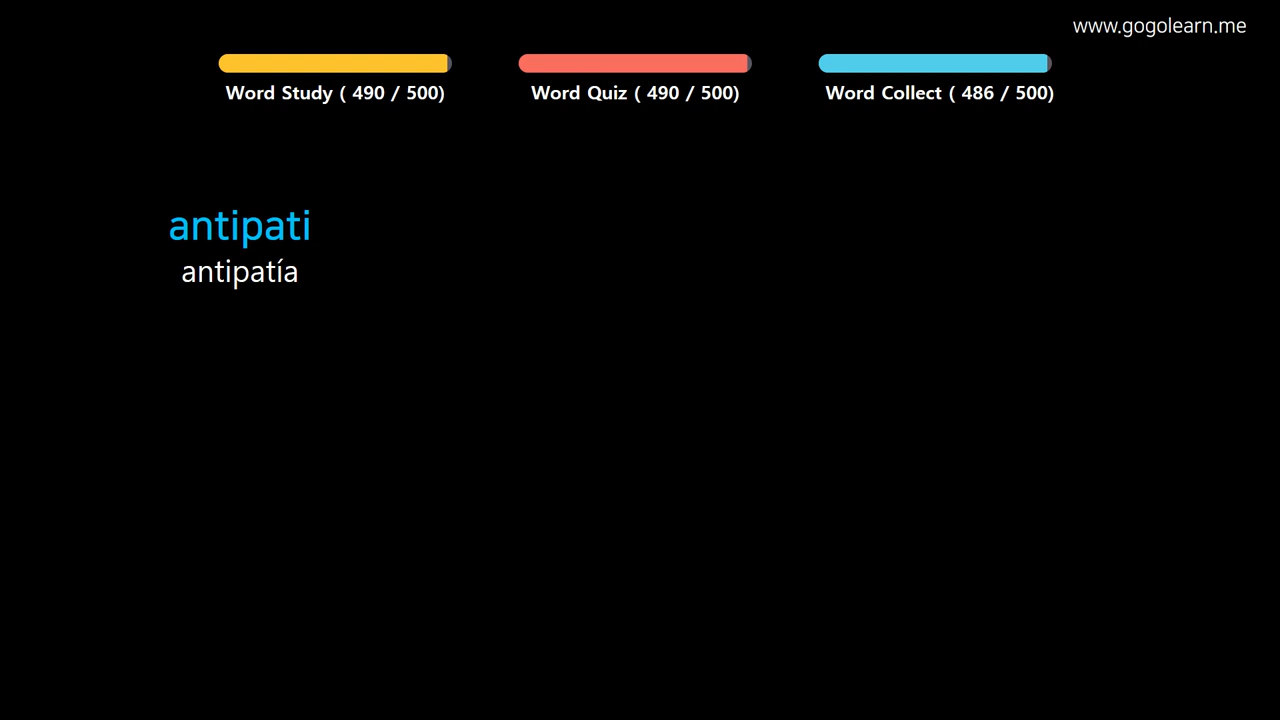 www.gogolearn.me
Word Study ( 490 / 500)
Word Quiz ( 490 / 500)
Word Collect ( 486 / 500)
antipati
antipatía